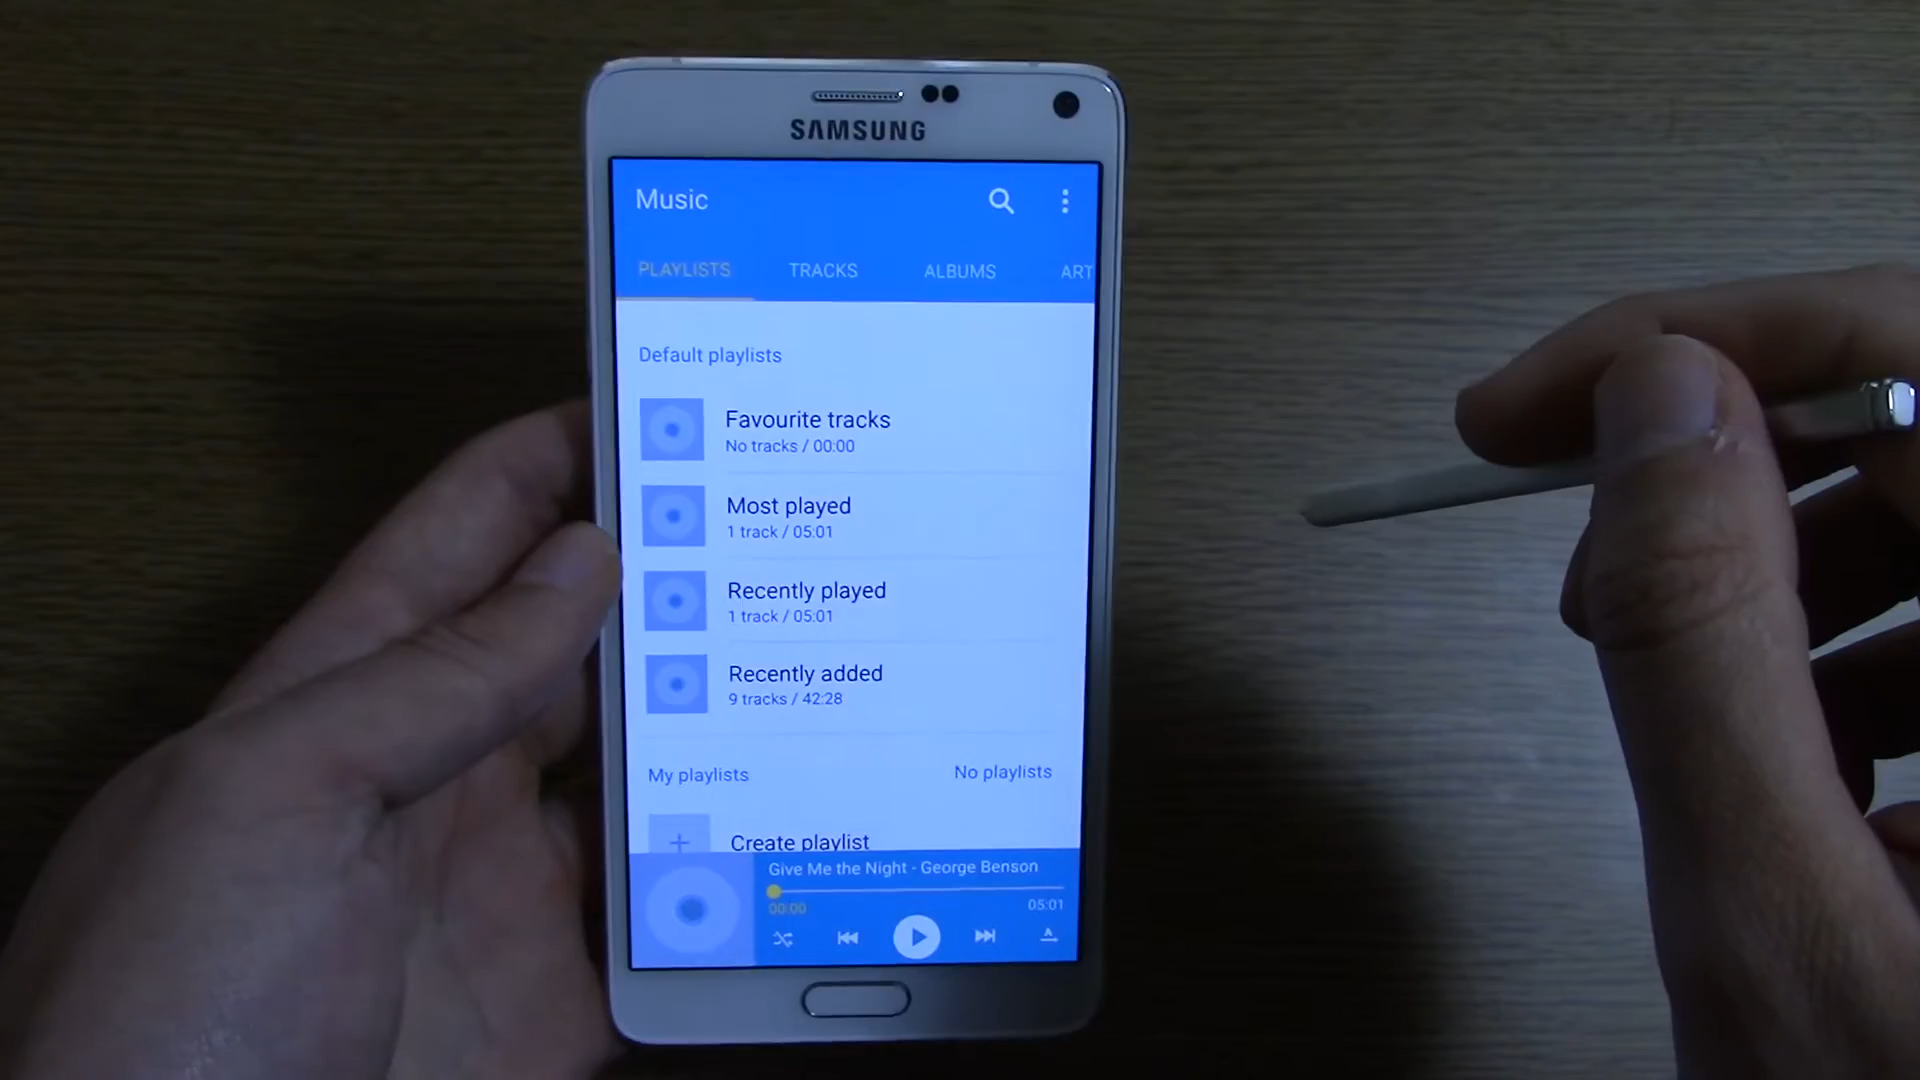 SAMSUNG
Music
PLAYLISTS TRACKS ALBUMS ART
Default playlists
Favourite tracks
No tracks / 00:00
Most played
1 track / 05:01
Recently played
1 track / 05:01
Recently added
9 tracks / 42:28
My playlists No playlists
+ Create playlist
Give Me the Night - George Benson
00:00 05:01
A